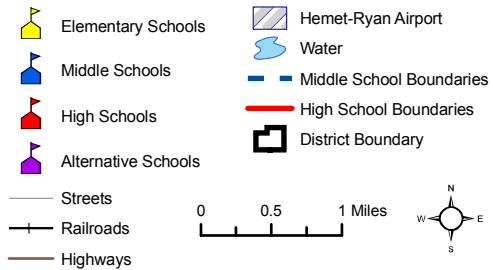 Elementary Schools
Middle Schools
High Schools
Alternative Schools
Streets
Railroads
Highways
Hemet-Ryan Airport
Water
Middle School Boundaries
High School Boundaries
District Boundary
0 0.5 1 Miles
N
W E
S